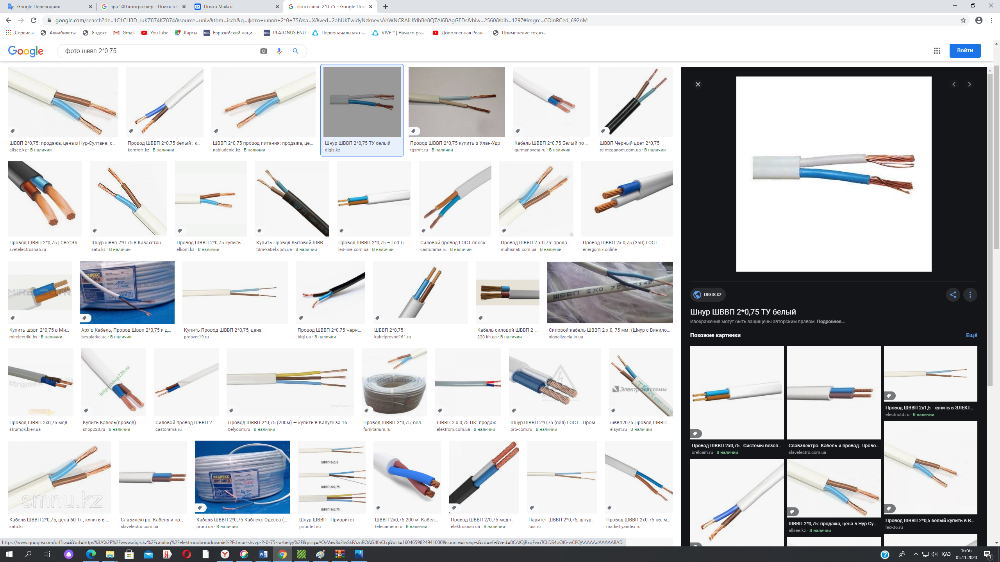 Google Переводчик
эра 500 контроллер - Поиск в G
Почта Mail.ru
фото шввп 2*0 75 – Google Пои
google.com/search?rlz=1C1CHBD_ruKZ874KZ874&source=univ&tbm=isch&q=фото+шввп+2*0+75&sa=X&ved=2ahUKEwidyNzknevsAhWNCRAIHfdhBe8Q7Al6BAgGEDs&biw=2560&bih=1297#imgrc=COinRCed_692nM
Сервисы
Авиабилеты
Яндекс
Gmail
YouTube
Карты
Евразийский наци...
PLATONUS.ENU
Первоначальная н...
VIVE™ | Начало ра...
Дополненная Реал...
Применение техно...
Google
фото шввп 2*0 75
Войти
ШВВП 2*0,75: продажа, цена в Нур-Султане. с...
allsee.kz · В наличии
Провод ШВВП 2*0,75 белый : к...
komfort.kz · В наличии
ШВВП 2*0,75 провод питания: продажа, це...
nabludenie.kz · В наличии
Шнур ШВВП 2*0,75 ТУ белый
digis.kz
Провод ШВВП 2*0,75 купить в Улан-Удэ
tgsmit.ru · В наличии
Кабель ШВВП 2*0,75 Белый по ...
gurmansveta.ru · В наличии
ШВВП Черный цвет 2*0,75
td-meganom.com.ua · В наличии
Провод ШВВП 2*0,75 | СветЭл...
svetelectrosnab.ru
Шнур шввп 2*0 75 в Казахстан...
satu.kz · В наличии
Провод ШВВП 2*0,75 купить ...
elkom.kz · В наличии
ШВВП 2х0.75
Купить Провод бытовой ШВВ...
tdm-kabel.com.ua · В наличии
Провод ШВВП 2*0,75 – Led-Li...
led-line.com.ua · В наличии
Силовой провод ГОСТ плоск...
castorama.ru · В наличии
Провод ШВВП 2 х 0,75: прода...
multisnab.com.ua · В наличии
Провод ШВВП 2х 0,75 (250) ГОСТ
energomix.online
Купить шввп 2*0,75 в Ми...
mirelectriki.by · В наличии
КАБЛЕКС
УКРАИНА
Архів Кабель, Провод Шввп 2*0,75 и д...
besplatka.ua · В наличии
Купить Провод ШВВП 2*0,75, цена
prosvet19.ru
Провод ШВВП 2*0,75 Черн...
bigl.ua · В наличии
ШВВП 2*0,75
kabelprovod161.ru
Кабель силовой ШВВП 2 ...
220.kh.ua · В наличии
ШВВП 2X0.75 2014г.
Силовой кабель ШВВП 2 х 0, 75 мм. (Шнур с Винило...
signalizacia.in.ua
Провод ШВВП 2х0,75 мед...
strumok.kiev.ua
https://shop220.ru
Купить Кабель(провод) ...
shop220.ru · В наличии
Силовой провод ШВВП 2 ...
castorama.ru
Провод ШВВП 2*0,75 (200м) — купить в Калуге за 16 ...
belydom.ru · В наличии
Провод ШВВП 2*0,75, бел...
furnitarium.ru
ШВВП 2 х 0,75 ПК: продаж...
elektrom.com.ua · В наличии
Шнур ШВВП 2*0,75 (бел) ГОСТ - Пром...
pro-com.ru · В наличии
Электросистемы
ШВВП 2х0.75
шввп2075 Провод ШВВП ...
elsyst.ru · В наличии
smnu.kz
Кабель ШВВП 2*0,75, цена 60 Тг., купить в ...
satu.kz
Славэлектро. Кабель и пр...
slavelectro.com.ua
КАБЛЕКС
УКРАИНА
Кабель ШВВП 2*0,75 Каблекс Одесса (...
prom.ua · В наличии
ШВВП 2х0,5
ШВВП 2х0,75
ШВВП 3х0,75
Шнур ШВВП - Приоритет
prioritet.su
ШВВП 2х0,75 200 м: Кабел...
telecamera.ru · В наличии
Провод ШВВП 2/0,75 медн...
elektrosnab.ua · В наличии
Паритет ШВВП 2*0,75, шнур...
luis.ru
Провод ШВВП 2х0.75 кв. м...
market.yandex.ru
DIGIS.kz
Шнур ШВВП 2*0,75 ТУ белый
Изображения могут быть защищены авторским правом. Подробнее...
Похожие картинки
Ещё
Провод ШВВП 2х0,75 - Системы безоп...
orelcam.ru · В наличии
Славэлектро. Кабель и провод. Прово...
slavelectro.com.ua
Провод ШВВП 2х1,5 - купить в ЭЛЕКТ...
electrictd.ru · В наличии
ШВВП 2*0,75: продажа, цена в Нур-Су...
allsee.kz · В наличии
Провод ШВВП 2*0,5 белый купить в В...
led-36.ru
https://www.google.com/url?sa=i&url=https%3A%2F%2Fwww.digis.kz%2Fcatalog%2Felektroooborudovanie%2Fshnur-shvvp-2-0-75-tu-belyy%2F&psig=AOvVaw3x3IwSkFAznBOAGJIfhCLq&ust=1604659824941000&source=images&cd=vfe&ved=0CAIQjRxqFwoTCLDS4oOf6-wCFQAAAAAdAAAAABAD
ҚАЗ
16:56
05.11.2020